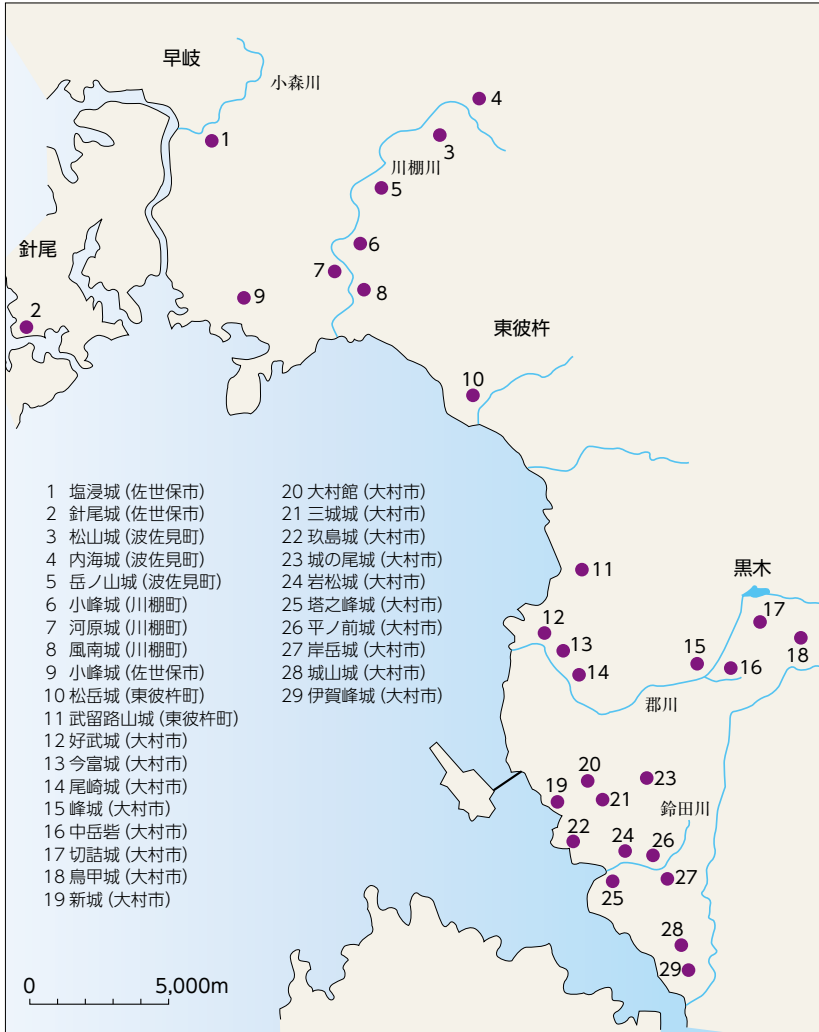 早岐
小森川
4
3
1
川棚川
5
針尾
6
7
8
9
2
東彼杵
10
1 塩浸城(佐世保市)
2 針尾城(佐世保市)
3 松山城(波佐見町)
4 内海城(波佐見町)
5 岳ノ山城(波佐見町)
6 小峰城(川棚町)
7 河原城(川棚町)
8 風南城(川棚町)
9 小峰城(佐世保市)
10 松岳城(東彼杵町)
11 武留路山城(東彼杵町)
12 好武城(大村市)
13 今富城(大村市)
14 尾崎城(大村市)
15 峰城(大村市)
16 中岳砦(大村市)
17 切詰城(大村市)
18 鳥甲城(大村市)
19 新城(大村市)
20 大村館(大村市)
21 三城城(大村市)
22 玖島城(大村市)
23 城の尾城(大村市)
24 岩松城(大村市)
25 塔之峰城(大村市)
26 平ノ前城(大村市)
27 岸岳城(大村市)
28 城山城(大村市)
29 伊賀峰城(大村市)
11
黒木
12
17
13
15
18
14
16
郡川
20
23
19
21
鈴田川
22
24
26
25
27
28
29
0 5,000m